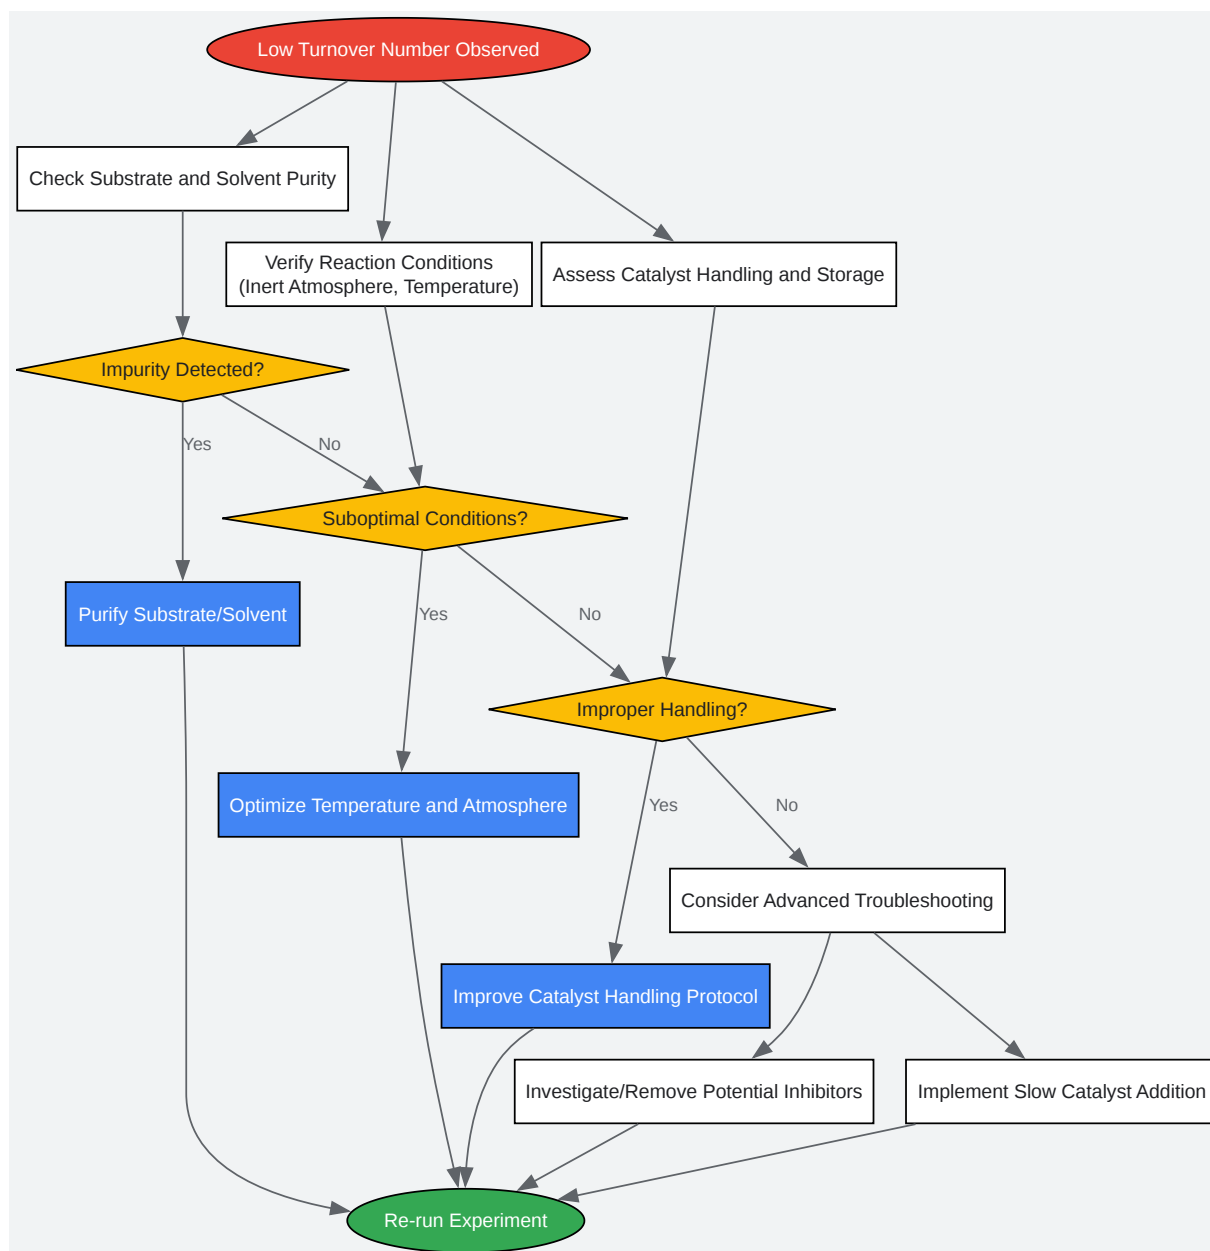 Low Turnover Number Observed
Check Substrate and Solvent Purity
Verify Reaction Conditions
(Inert Atmosphere, Temperature)
Assess Catalyst Handling and Storage
Impurity Detected?
Yes
No
Suboptimal Conditions?
Purify Substrate/Solvent
Yes
No
Improper Handling?
Optimize Temperature and Atmosphere
Yes
No
Consider Advanced Troubleshooting
Improve Catalyst Handling Protocol
Investigate/Remove Potential Inhibitors
Implement Slow Catalyst Addition
Re-run Experiment